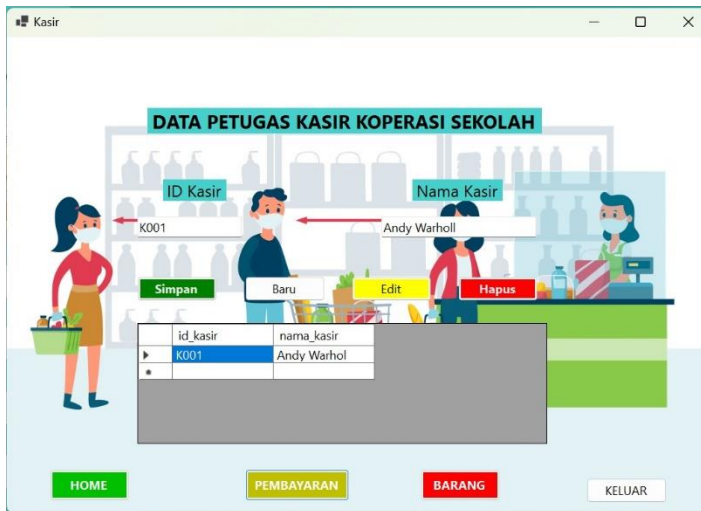 Kasir
DATA PETUGAS KASIR KOPERASI SEKOLAH
ID Kasir Nama Kasir
K001 Andy Warholl
Simpan Baru Edit Hapus
id_kasir nama_kasir
K001 Andy Warhol
HOME PEMBAYARAN BARANG KELUAR